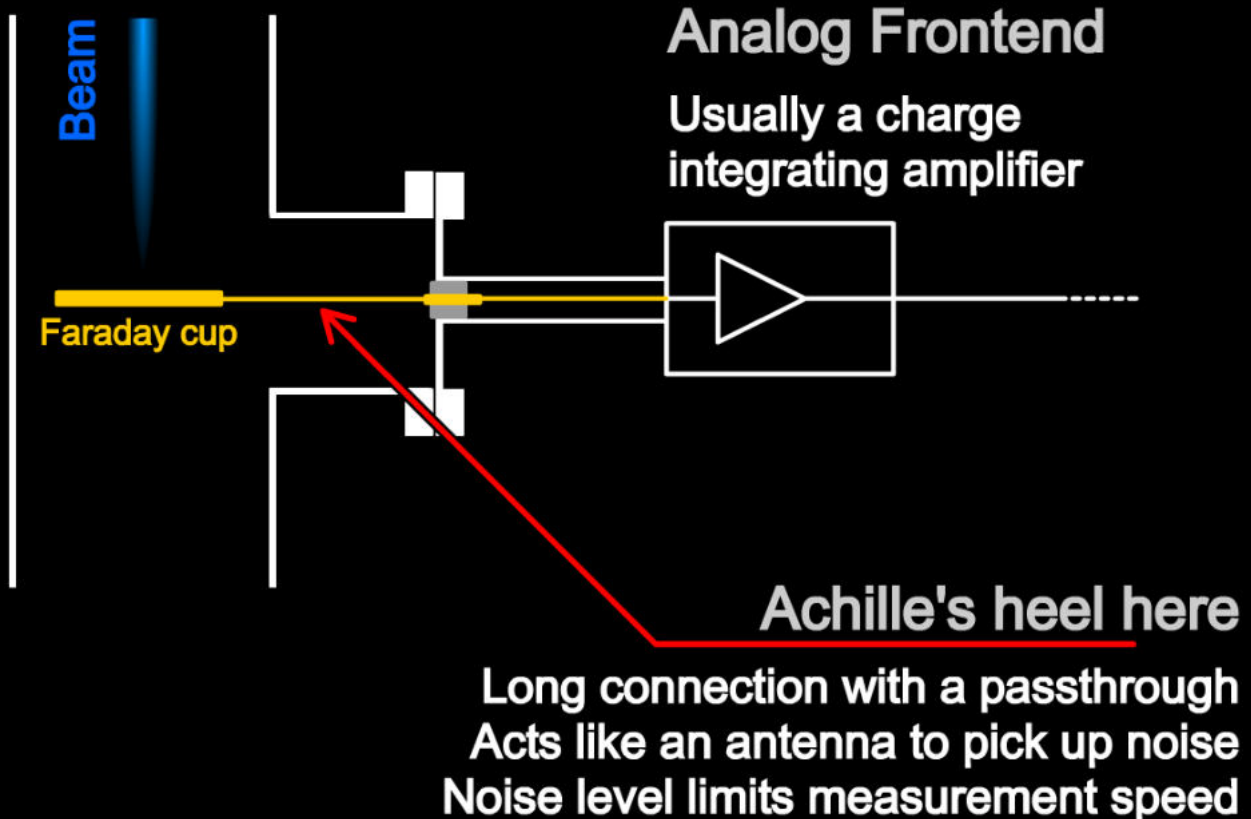 Beam
Analog Frontend
Usually a charge
integrating amplifier
Faraday cup
Achille's heel here
Long connection with a passthrough
Acts like an antenna to pick up noise
Noise level limits measurement speed